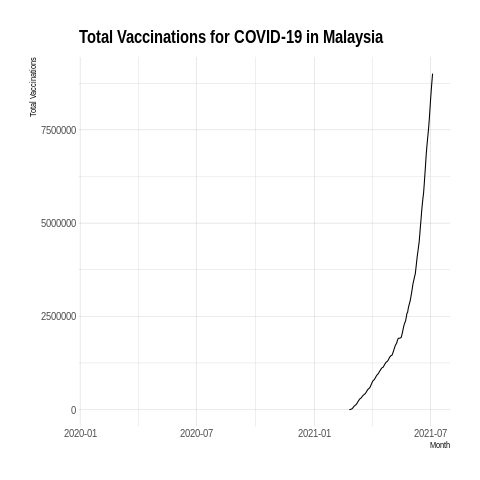 Total Vaccinations for COVID-19 in Malaysia
Total Vaccinations
7500000
5000000
2500000
0
2020-01 2020-07 2021-01 2021-07
Month